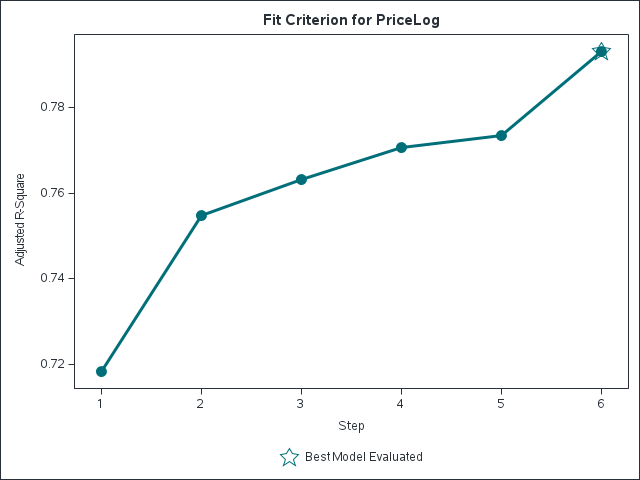 Fit Criterion for PriceLog
0.78
0.76
0.74
0.72
Adjusted R-Square
1 2 3 4 5 6
Step
Best Model Evaluated